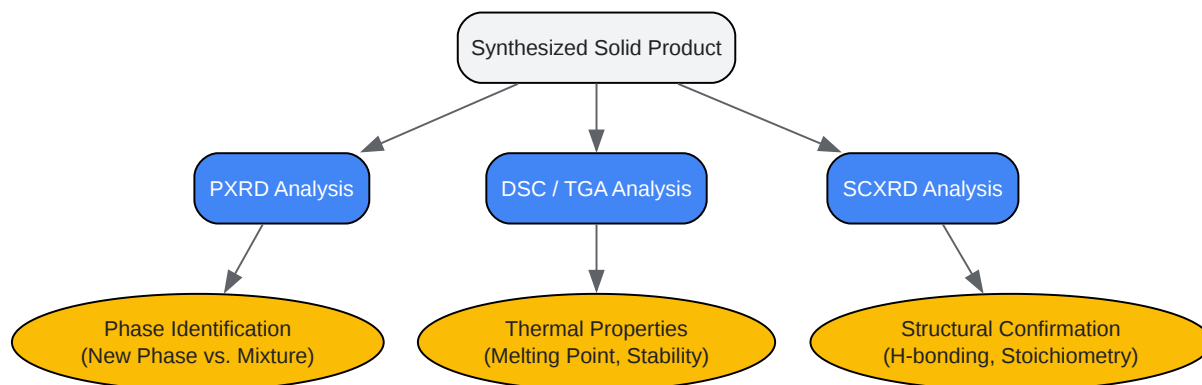 Synthesized Solid Product
PXRD Analysis
DSC / TGA Analysis
SCXRD Analysis
Phase Identification
(New Phase vs. Mixture)
Thermal Properties
(Melting Point, Stability)
Structural Confirmation
(H-bonding, Stoichiometry)